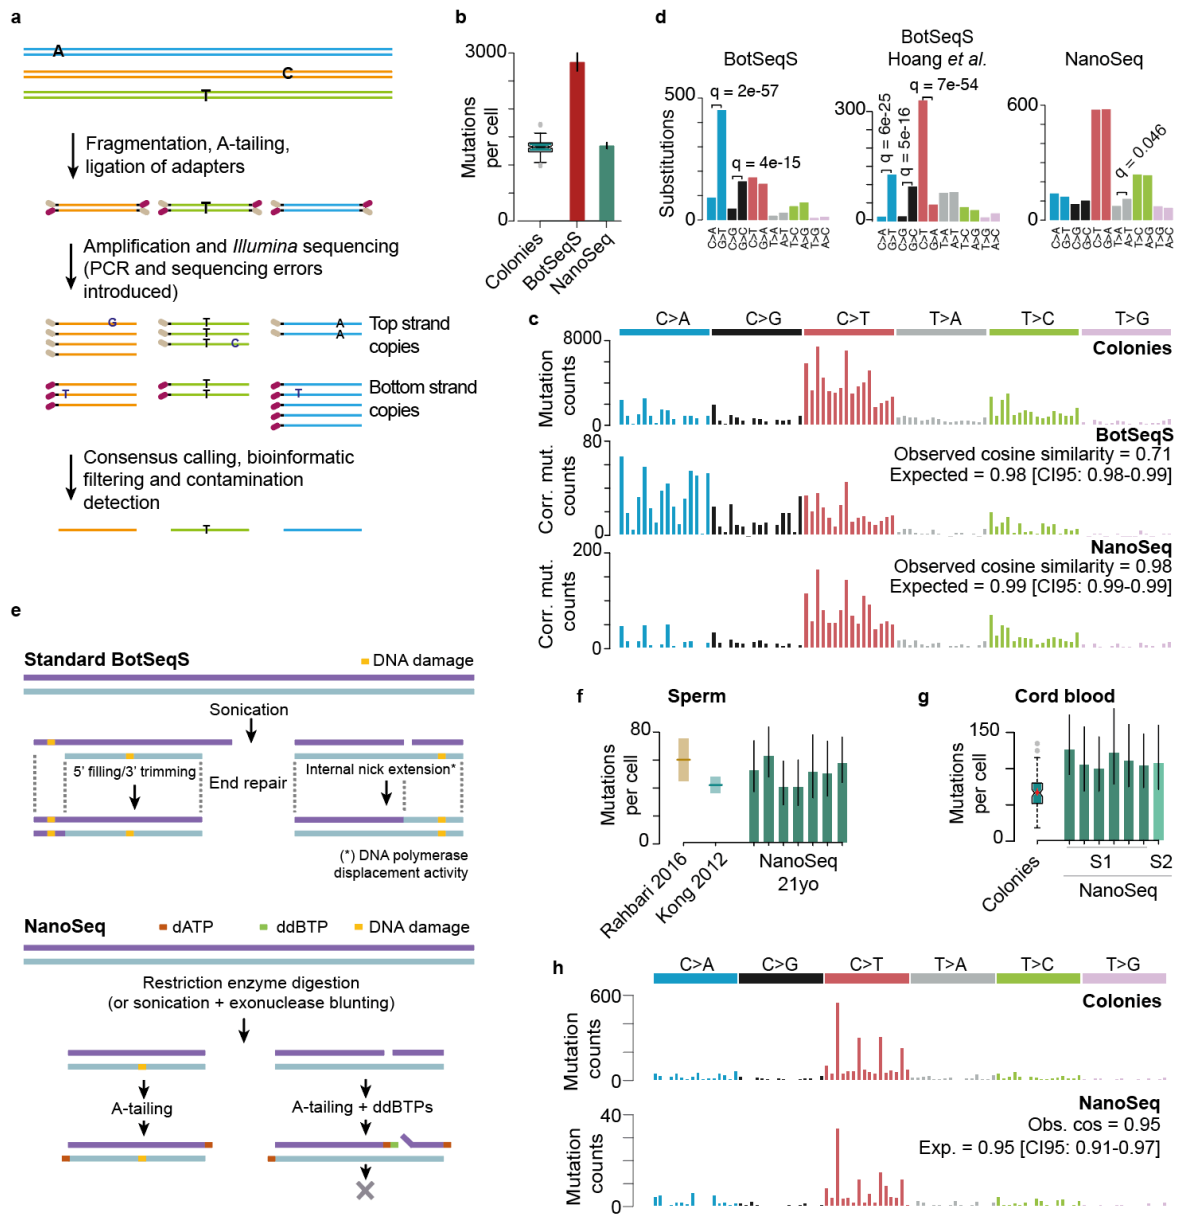 a
A
C
T
Fragmentation, A-tailing,
ligation of adapters
T
Amplification and Illumina sequencing
(PCR and sequencing errors
introduced)
G
T
T
C
A
A
Top strand
copies
T
T
T
T
Bottom strand
copies
Consensus calling, bioinformatic
filtering and contamination
detection
T
b
3000
0
Mutations
per cell
Colonies
BotSeqS
NanoSeq
d
BotSeqS
500
0
Substitutions
q = 2e-57
q = 4e-15
C>A
G>T
C>G
G>C
C>T
G>A
T>A
A>T
T>C
A>G
T>G
A>C
BotSeqS
Hoang et al.
300
0
q = 6e-25
q = 5e-16
q = 7e-54
C>A
G>T
C>G
G>C
C>T
G>A
T>A
A>T
T>C
A>G
T>G
A>C
NanoSeq
600
0
q = 0.046
C>A
G>T
C>G
G>C
C>T
G>A
T>A
A>T
T>C
A>G
T>G
A>C
c
C>A C>G C>T T>A T>C T>G
Colonies
8000
0
Mutation
counts
BotSeqS
Observed cosine similarity = 0.71
Expected = 0.98 [CI95: 0.98-0.99]
80
0
Corr. mut.
counts
NanoSeq
Observed cosine similarity = 0.98
Expected = 0.99 [CI95: 0.99-0.99]
200
0
Corr. mut.
counts
e
Standard BotSeqS
DNA damage
Sonication
5' filling/3' trimming
End repair
Internal nick extension*
(*) DNA polymerase
displacement activity
NanoSeq
dATP
ddBTP
DNA damage
Restriction enzyme digestion
(or sonication + exonuclease blunting)
A-tailing
A-tailing + ddBTPs
f
Sperm
80
0
Mutations
per cell
Rahbari 2016
Kong 2012
NanoSeq
21yo
g
Cord blood
150
0
Mutations
per cell
Colonies
S1
S2
NanoSeq
h
C>A C>G C>T T>A T>C T>G
Colonies
600
0
Mutation
counts
NanoSeq
Obs. cos = 0.95
Exp. = 0.95 [CI95: 0.91-0.97]
40
0
Mutation
counts